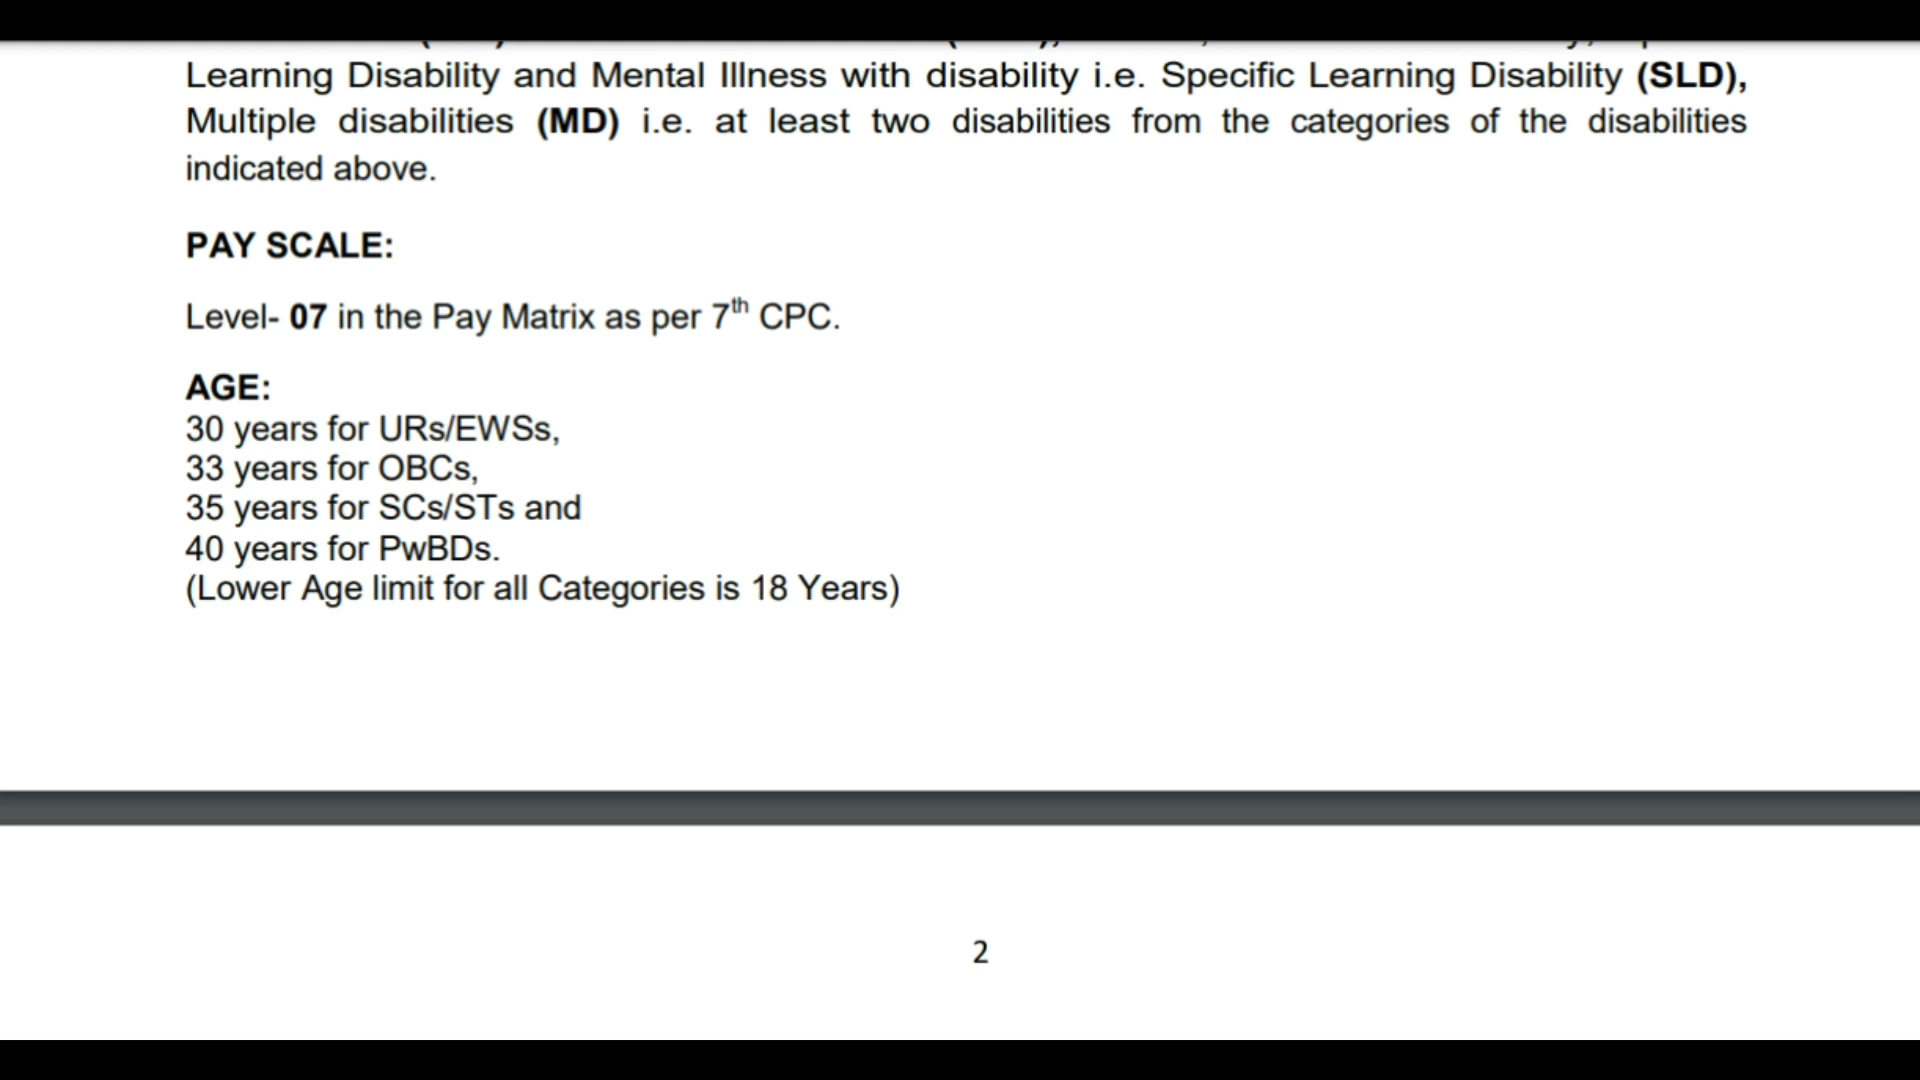 Learning Disability and Mental Illness with disability i.e. Specific Learning Disability (SLD),
Multiple disabilities (MD) i.e. at least two disabilities from the categories of the disabilities
indicated above.
PAY SCALE:
Level- 07 in the Pay Matrix as per 7th CPC.
AGE:
30 years for URs/EWSs,
33 years for OBCs,
35 years for SCs/STs and
40 years for PwBDs.
(Lower Age limit for all Categories is 18 Years)
2